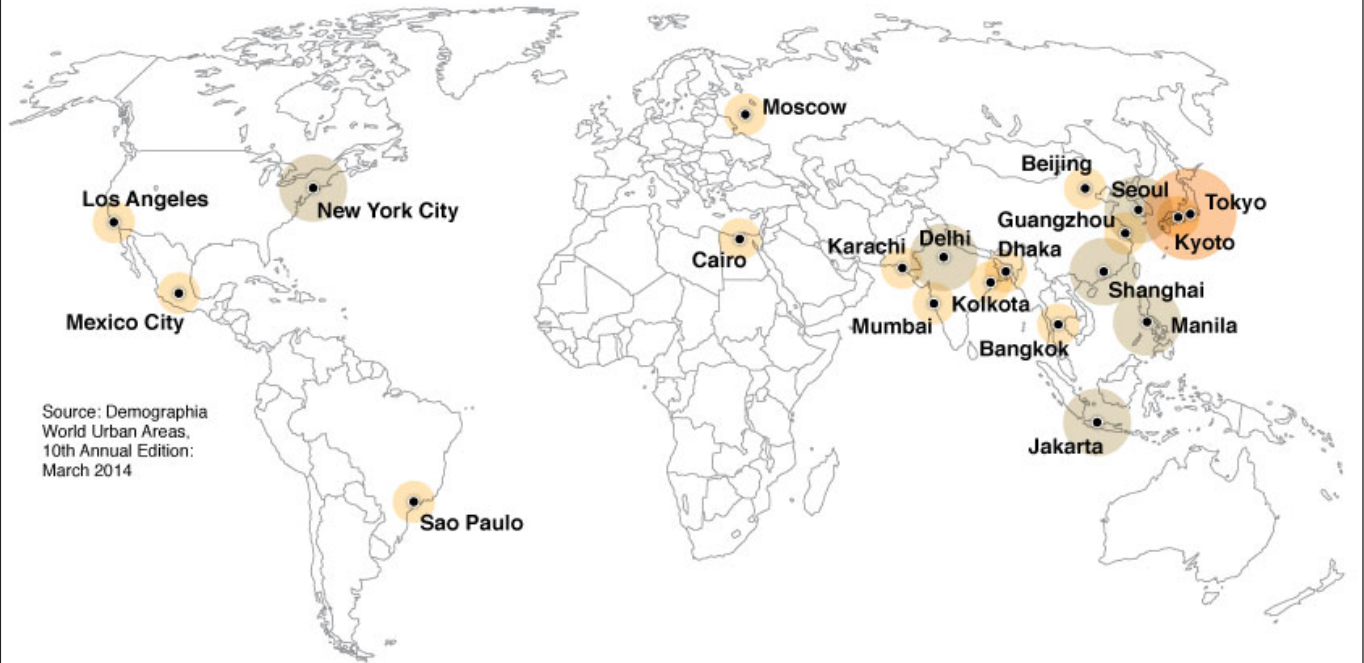 Moscow
Beijing
Seoul
Los Angeles
Tokyo
New York City
Guangzhou
Delhi
Kyoto
Karachi
Dhaka
Cairo
Shanghai
Kolkota
Mexico City
Mumbai
Manila
Bangkok
Source: Demographia
World Urban Areas,
10th Annual Edition:
March 2014
Jakarta
Sao Paulo